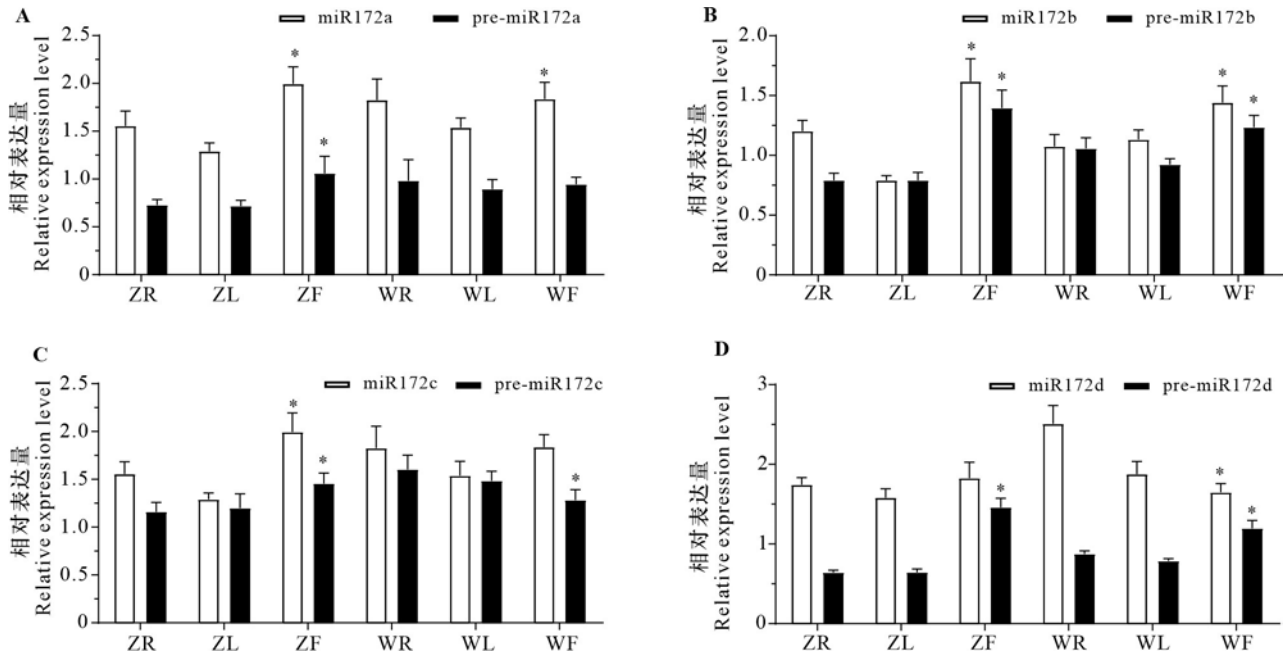 A
miR172a pre-miR172a
相对表达量
Relative expression level
2.5
2.0
1.5
1.0
0.5
0
* * *
ZR ZL ZF WR WL WF
B
miR172b pre-miR172b
相对表达量
Relative expression level
2.0
1.5
1.0
0.5
0
* * * *
ZR ZL ZF WR WL WF
C
miR172c pre-miR172c
相对表达量
Relative expression level
2.5
2.0
1.5
1.0
0.5
0
* * *
ZR ZL ZF WR WL WF
D
miR172d pre-miR172d
相对表达量
Relative expression level
3
2
1
0
* * *
ZR ZL ZF WR WL WF